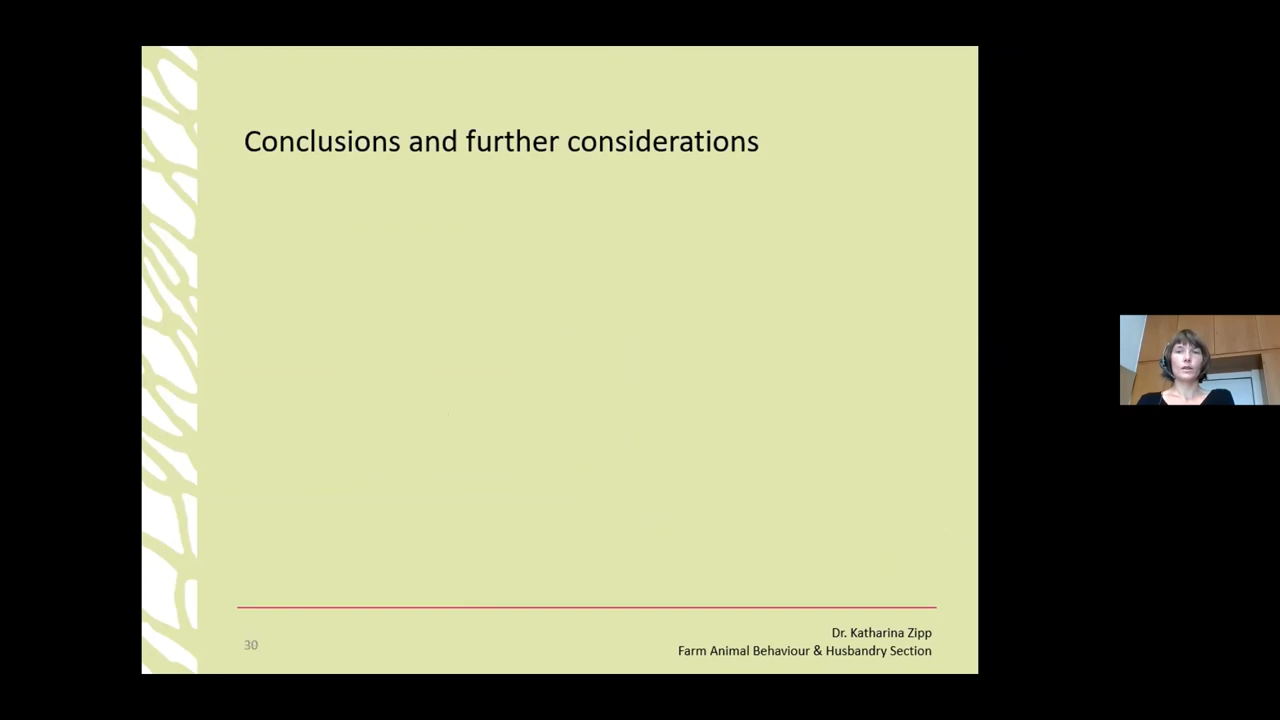 Conclusions and further considerations
30
Dr. Katharina Zipp
Farm Animal Behaviour & Husbandry Section